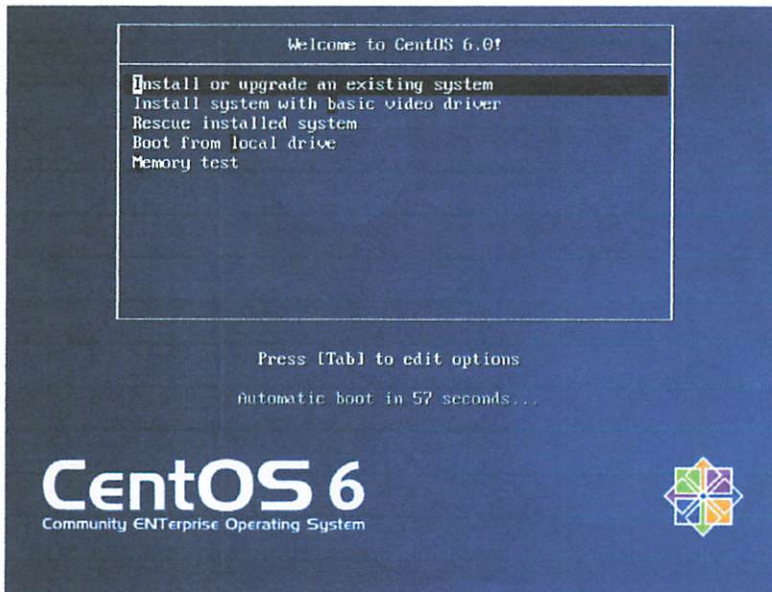 Welcome to CentOS 6.0!
Install or upgrade an existing system
Install system with basic video driver
Rescue installed system
Boot from local drive
Memory test
Press [Tab] to edit options
Automatic boot in 57 seconds...
CentOS 6
Community ENTerprise Operating System